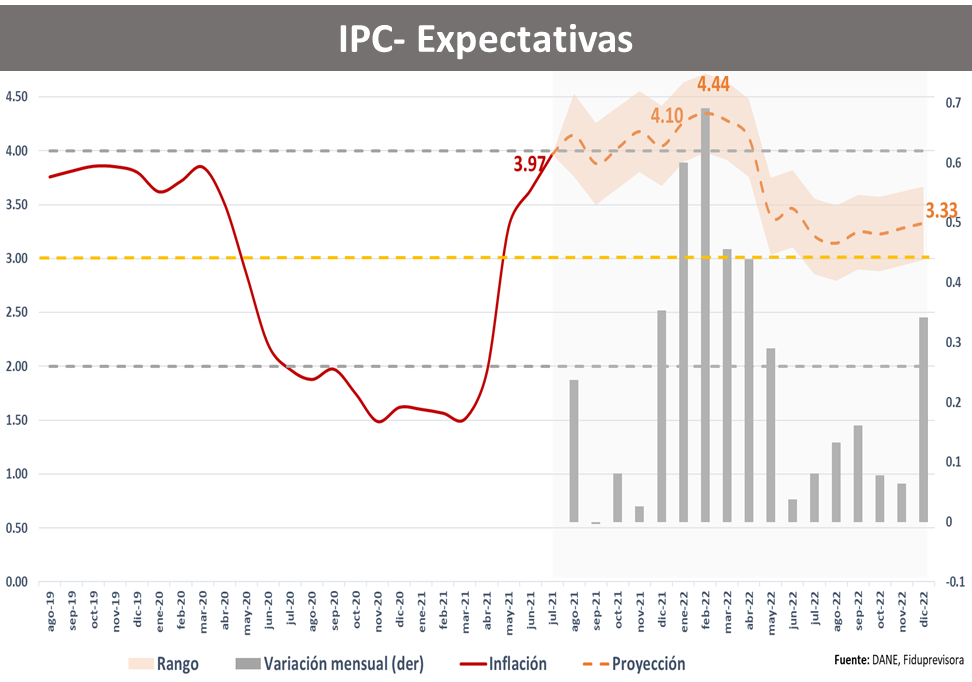 IPC- Expectativas
4.50
4.00
3.50
3.00
2.50
2.00
1.50
1.00
0.50
0.00
0.7
0.6
0.5
0.4
0.3
0.2
0.1
0
-0.1
3.97
4.10
4.44
3.33
ago-19
sep-19
oct-19
nov-19
dic-19
ene-20
feb-20
mar-20
abr-20
may-20
jun-20
jul-20
ago-20
sep-20
oct-20
nov-20
dic-20
ene-21
feb-21
mar-21
abr-21
may-21
jun-21
jul-21
ago-21
sep-21
oct-21
nov-21
dic-21
ene-22
feb-22
mar-22
abr-22
may-22
jun-22
jul-22
ago-22
sep-22
oct-22
nov-22
dic-22
Rango
Variación mensual (der)
Inflación
Proyección
Fuente: DANE, Fiduprevisora